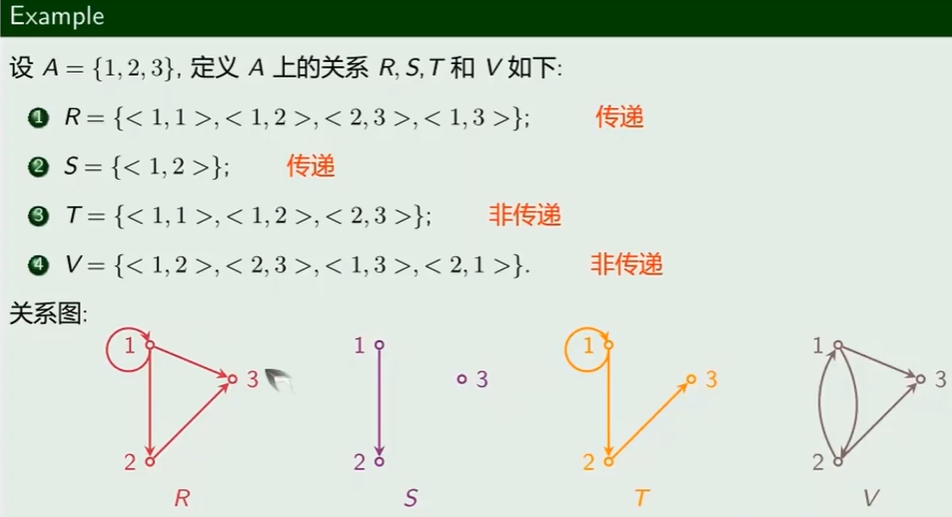 Example
设 A = {1, 2, 3}, 定义 A 上的关系 R, S, T 和 V 如下:
1 R = {< 1, 1 >, < 1, 2 >, < 2, 3 >, < 1, 3 >}; 传递
2 S = {< 1, 2 >}; 传递
3 T = {< 1, 1 >, < 1, 2 >, < 2, 3 >}; 非传递
4 V = {< 1, 2 >, < 2, 3 >, < 1, 3 >, < 2, 1 >}. 非传递
关系图:
1 1 1 1
3 3 3 3
2 2 2 2
R S T V